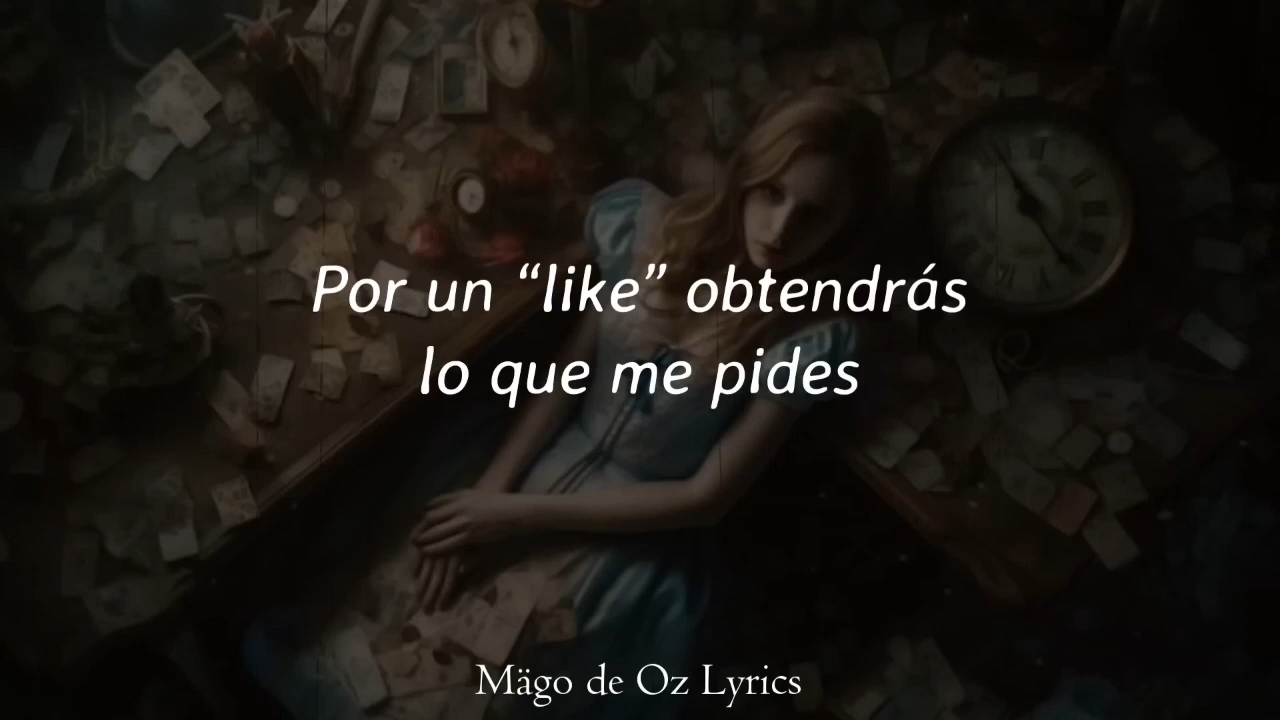 Por un “like” obtendrás
lo que me pides
Mägo de Oz Lyrics